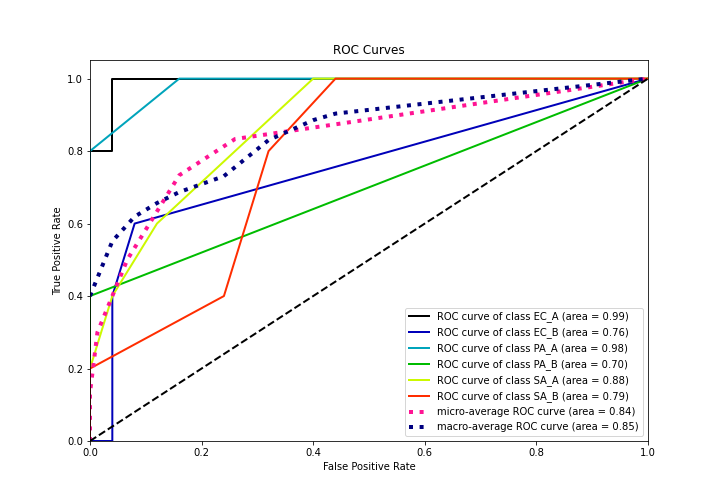 ROC Curves
True Positive Rate
1.0
0.8
0.6
0.4
0.2
0.0
ROC curve of class EC_A (area = 0.99)
ROC curve of class EC_B (area = 0.76)
ROC curve of class PA_A (area = 0.98)
ROC curve of class PA_B (area = 0.70)
ROC curve of class SA_A (area = 0.88)
ROC curve of class SA_B (area = 0.79)
micro-average ROC curve (area = 0.84)
macro-average ROC curve (area = 0.85)
0.0 0.2 0.4 0.6 0.8 1.0
False Positive Rate